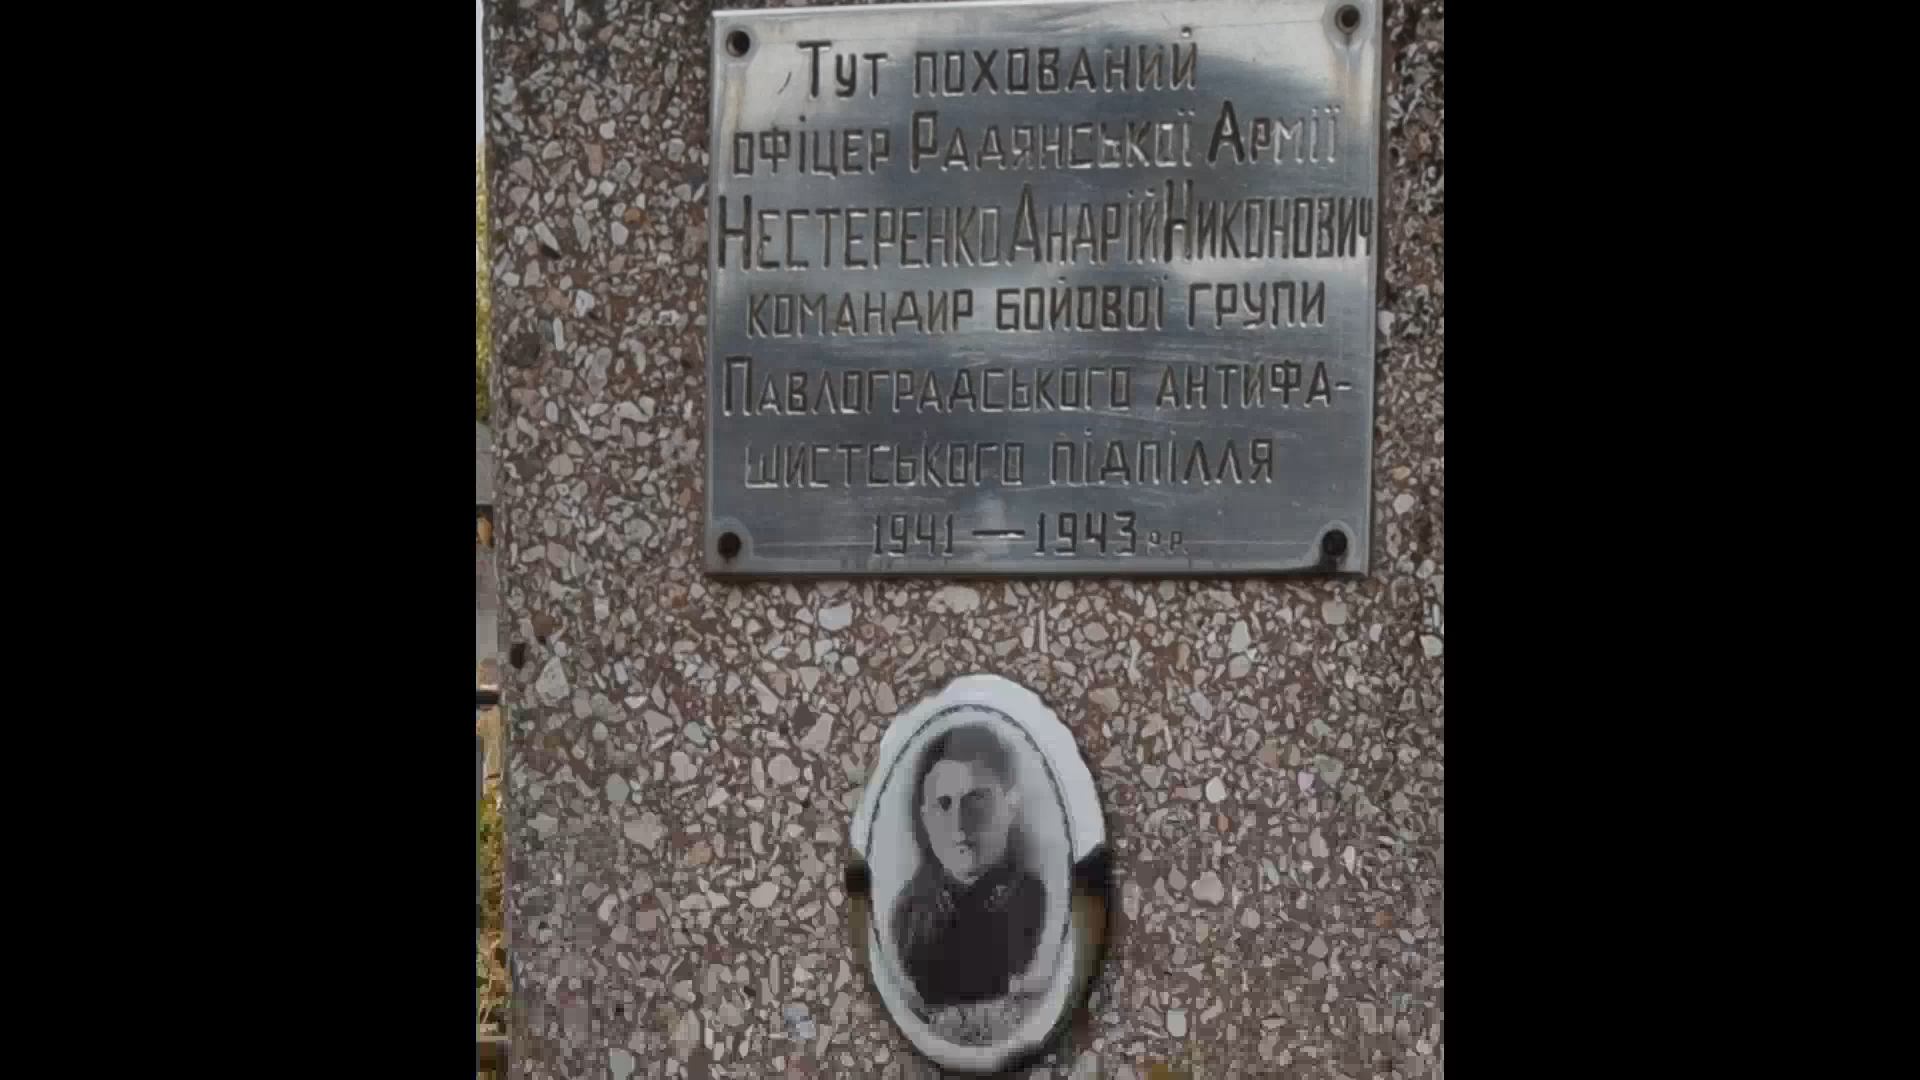 Тут похований
офіцер Радянської Армії
Нестеренко Андрій Никонович
командир бойової групи
Павлоградського антифа-
шистського підпілля
1941 — 1943 р.р.